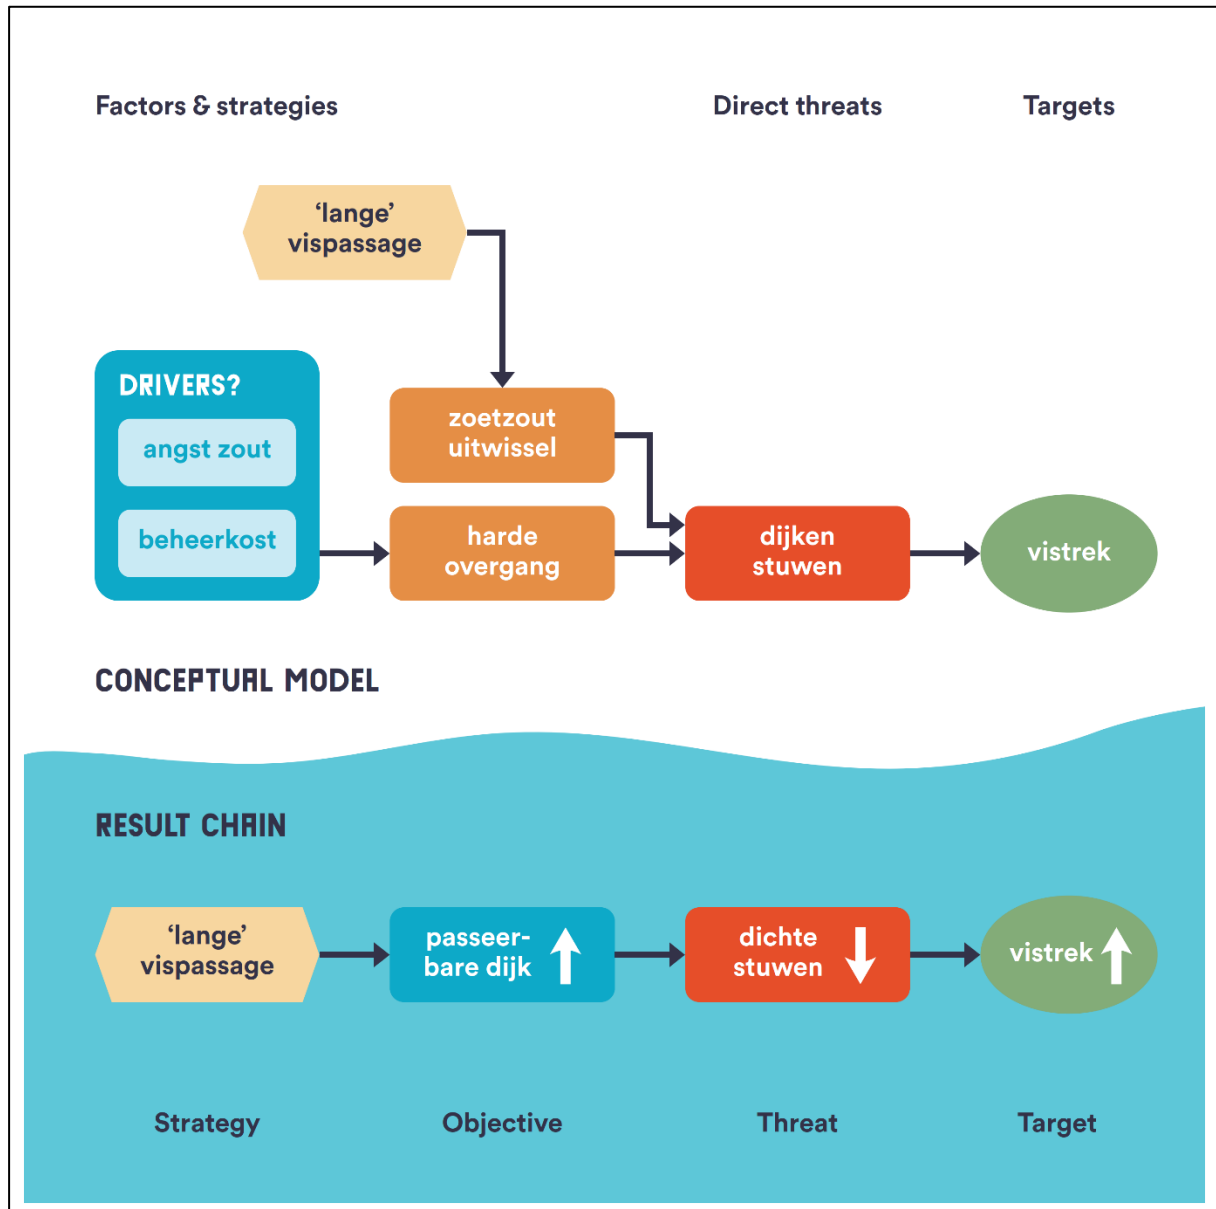 Factors & strategies
Direct threats
Targets
‘lange’
vispassage
DRIVERS?
angst zout
beheerkost
zoetzout
uitwissel
harde
overgang
dijken
stuwen
vistrek
CONCEPTUAL MODEL
RESULT CHAIN
‘lange’
vispassage
passeer-
bare dijk
dichte
stuwen
vistrek
Strategy
Objective
Threat
Target